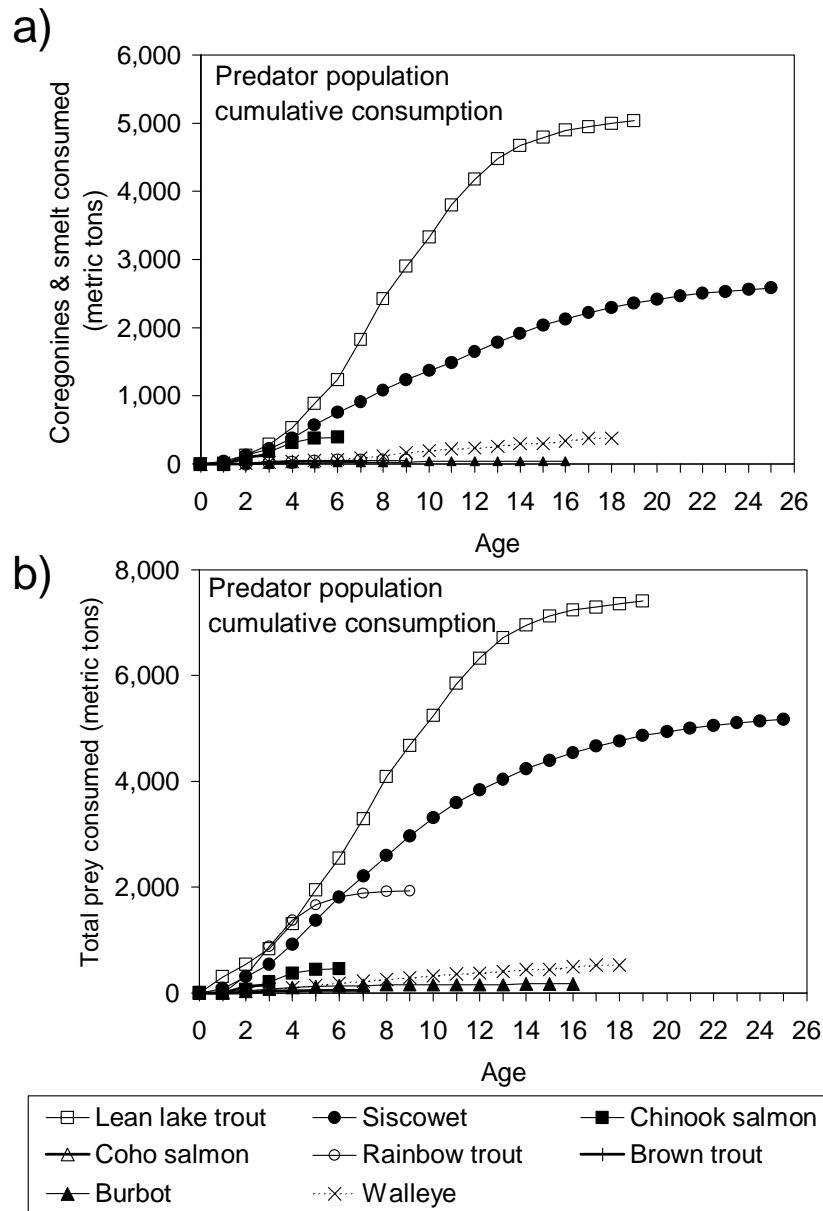 a)
Predator population
cumulative consumption
Coregonines & smelt consumed
(metric tons)
6,000
5,000
4,000
3,000
2,000
1,000
0
0 2 4 6 8 10 12 14 16 18 20 22 24 26
Age
b)
Predator population
cumulative consumption
Total prey consumed (metric tons)
8,000
6,000
4,000
2,000
0
0 2 4 6 8 10 12 14 16 18 20 22 24 26
Age
Lean lake trout Siscowet Chinook salmon
Coho salmon Rainbow trout Brown trout
Burbot Walleye